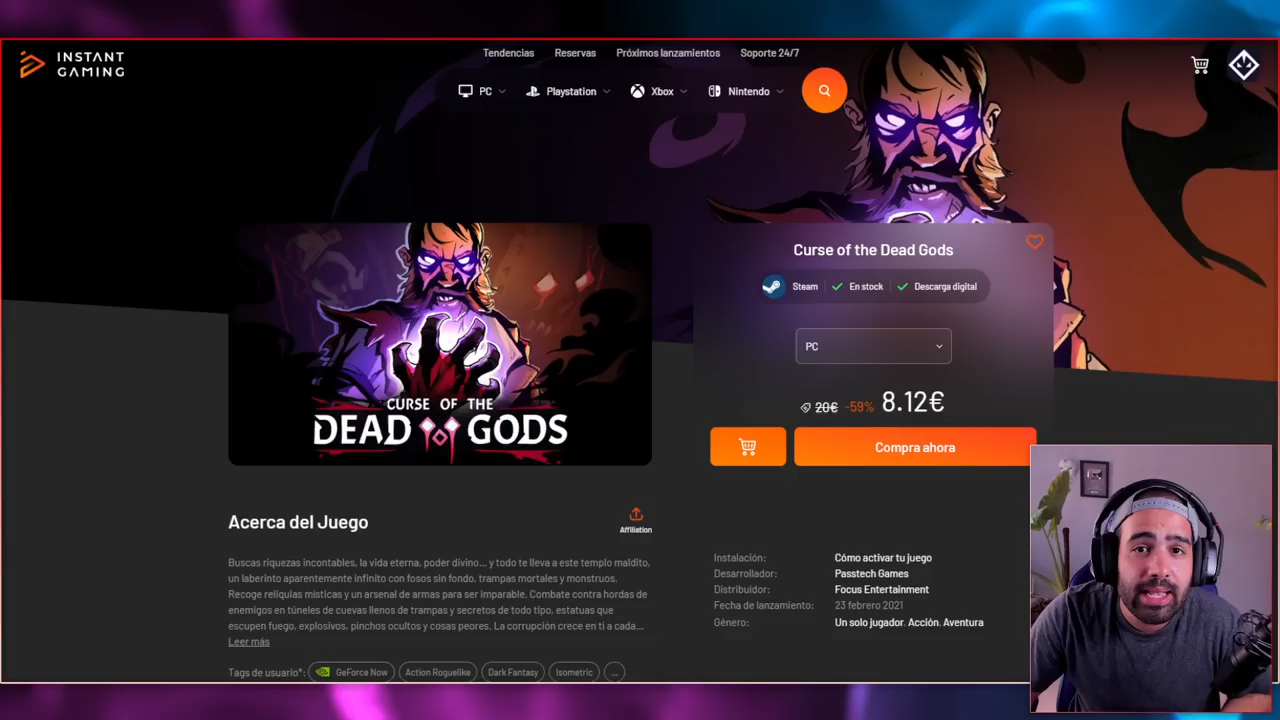 INSTANT
GAMING
Tendencias
Reservas
Próximos lanzamientos
Soporte 24/7
PC
Playstation
Xbox
Nintendo
Curse of the Dead Gods
Steam
En stock
Descarga digital
PC
20€ -59% 8.12€
Compra ahora
CURSE OF THE
DEAD GODS
Acerca del Juego
Affiliation
Buscas riquezas incontables, la vida eterna, poder divino... y todo te lleva a este templo maldito,
un laberinto aparentemente infinito con fosos sin fondo, trampas mortales y monstruos.
Recoge reliquias místicas y un arsenal de armas para ser imparable. Combate contra hordas de
enemigos en túneles de cuevas llenos de trampas y secretos de todo tipo, estatuas que
escupen fuego, explosivos, pinchos ocultos y cosas peores. La corrupción crece en ti a cada...
Leer más
Tags de usuario*: GeForce Now Action Roguelike Dark Fantasy Isometric ...
Instalación: Cómo activar tu juego
Desarrollador: Passtech Games
Distribuidor: Focus Entertainment
Fecha de lanzamiento: 23 febrero 2021
Género: Un solo jugador, Acción, Aventura